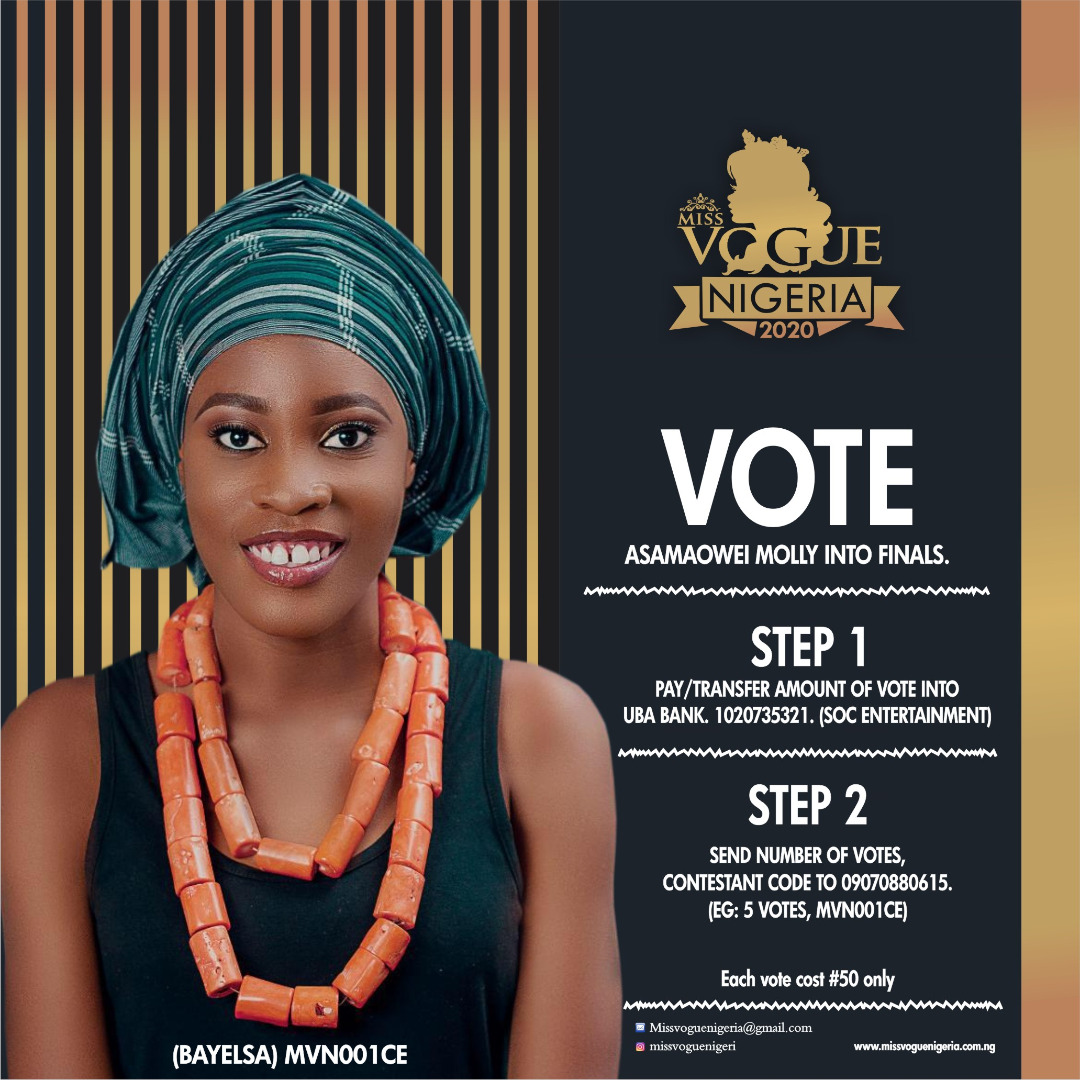 MISS
VOGUE
NIGERIA
2020
VOTE
ASAMAOWEI MOLLY INTO FINALS.
STEP 1
PAY/TRANSFER AMOUNT OF VOTE INTO
UBA BANK. 1020735321. (SOC ENTERTAINMENT)
STEP 2
SEND NUMBER OF VOTES,
CONTESTANT CODE TO 09070880615.
(EG: 5 VOTES, MVN001CE)
Each vote cost #50 only
Missvoguenigeria@gmail.com
missvoguenigeri
www.missvoguenigeria.com.ng
(BAYELSA) MVN001CE